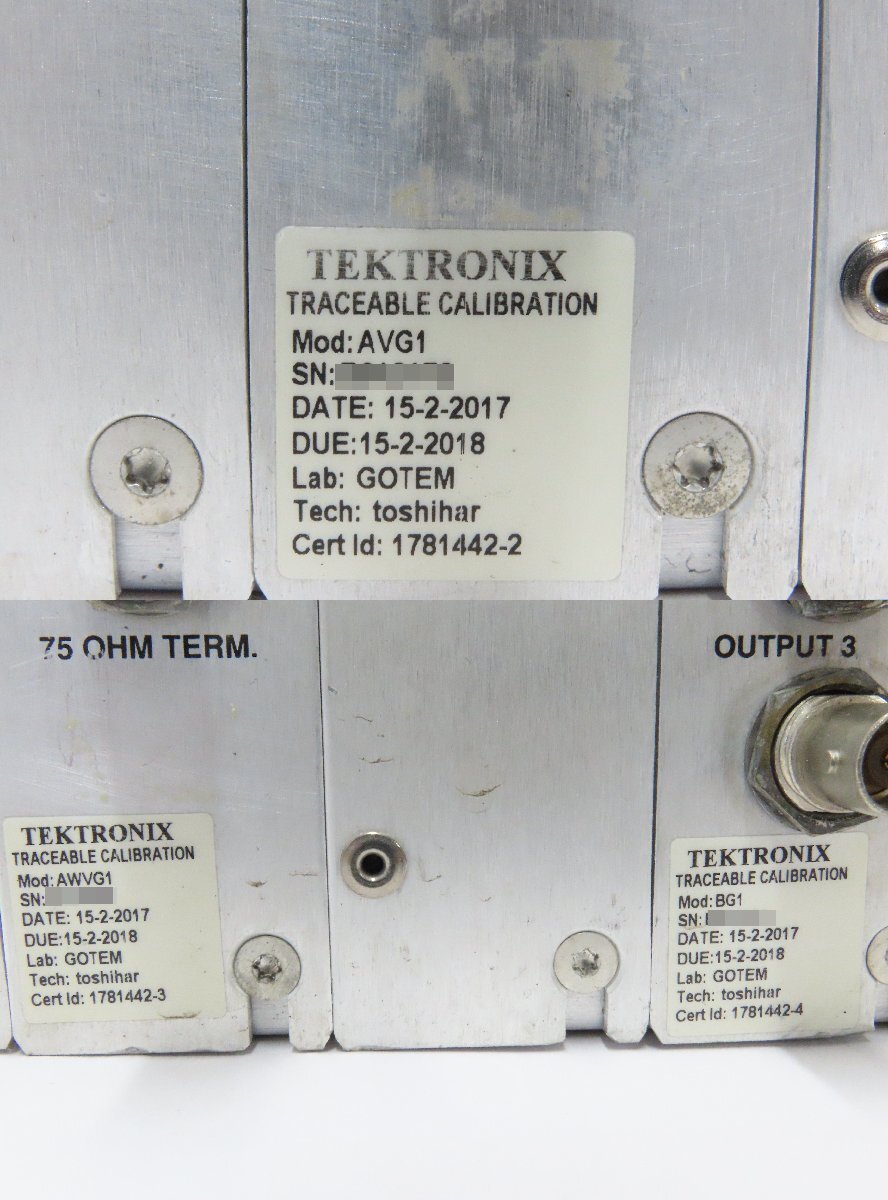 TEKTRONIX
TRACEABLE CALIBRATION
Mod: AVG1
SN:
DATE: 15-2-2017
DUE:15-2-2018
Lab: GOTEM
Tech: toshihar
Cert Id: 1781442-2
75 OHM TERM.
OUTPUT 3
TEKTRONIX
TRACEABLE CALIBRATION
Mod: AWVG1
SN:
DATE: 15-2-2017
DUE:15-2-2018
Lab: GOTEM
Tech: toshihar
Cert Id: 1781442-3
TEKTRONIX
TRACEABLE CALIBRATION
Mod: BG1
SN:
DATE: 15-2-2017
DUE:15-2-2018
Lab: GOTEM
Tech: toshihar
Cert Id: 1781442-4